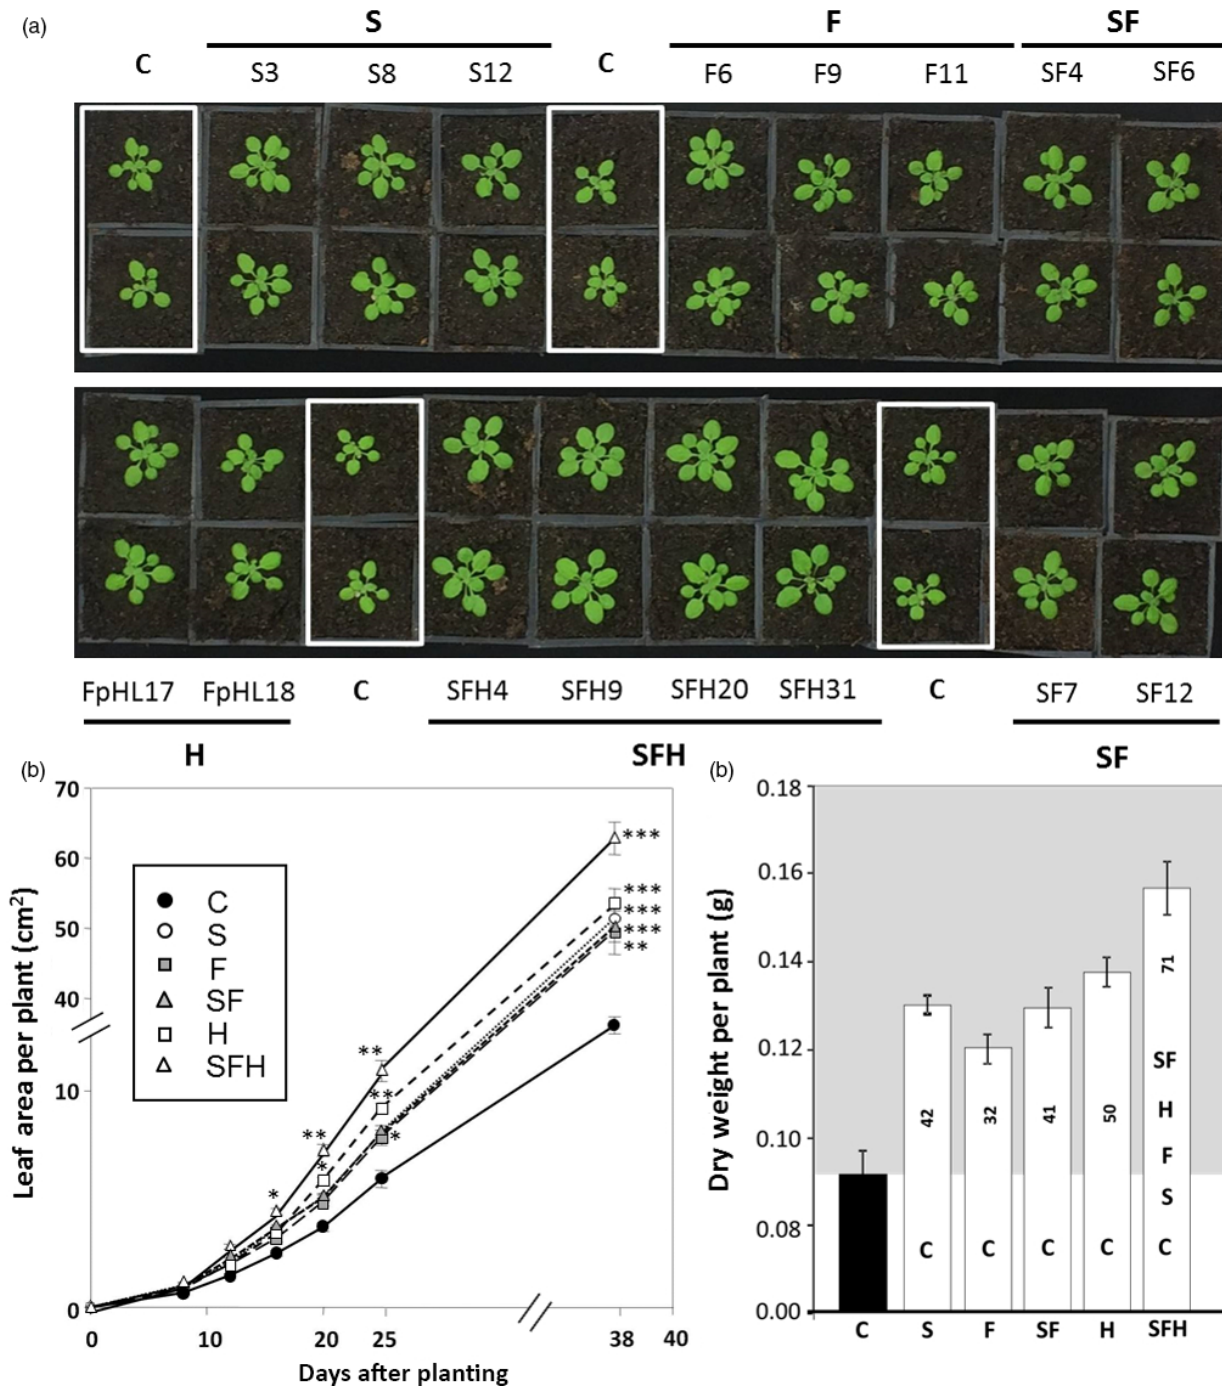 (a)
S
F
SF
C
S3
S8
S12
C
F6
F9
F11
SF4
SF6
FpHL17
FpHL18
C
SFH4
SFH9
SFH20
SFH31
C
SF7
SF12
H
SFH
SF
(b)
70
60
50
40
10
0
Leaf area per plant (cm²)
C
S
F
SF
H
SFH
*
**
*
**
**
*
***
***
***
***
**
0
10
20
25
38
40
Days after planting
(b)
0.18
0.16
0.14
0.12
0.10
0.08
0.00
Dry weight per plant (g)
42
C
32
C
41
C
50
C
71
SF
H
F
S
C
C
S
F
SF
H
SFH